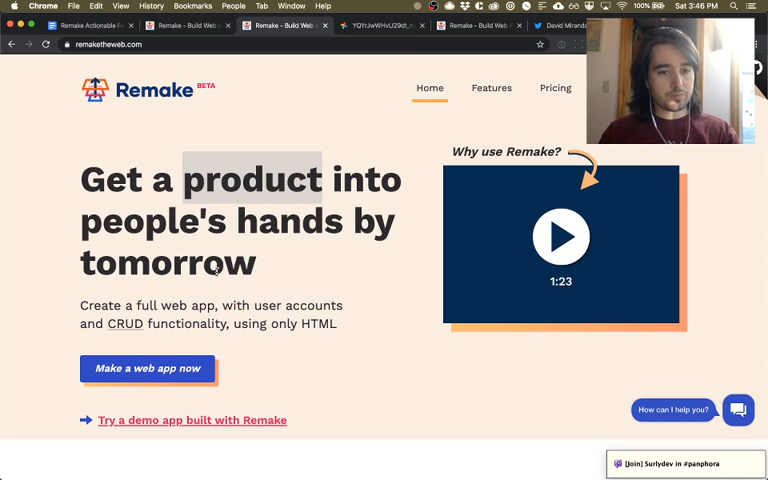 Chrome File Edit View History Bookmarks People Tab Window Help 100% Sat 3:46 PM
Remake Actionable F Remake - Build Web A Remake - Build Web A YQYrJwWHvU29dt_ Remake - Build Web A David Miranda
remaketheweb.com
Remake BETA
Home Features Pricing
Why use Remake?
Get a product into
people's hands by
tomorrow
1:23
Create a full web app, with user accounts
and CRUD functionality, using only HTML
Make a web app now
How can I help you?
Try a demo app built with Remake
[Join] Surlydev in #panphora